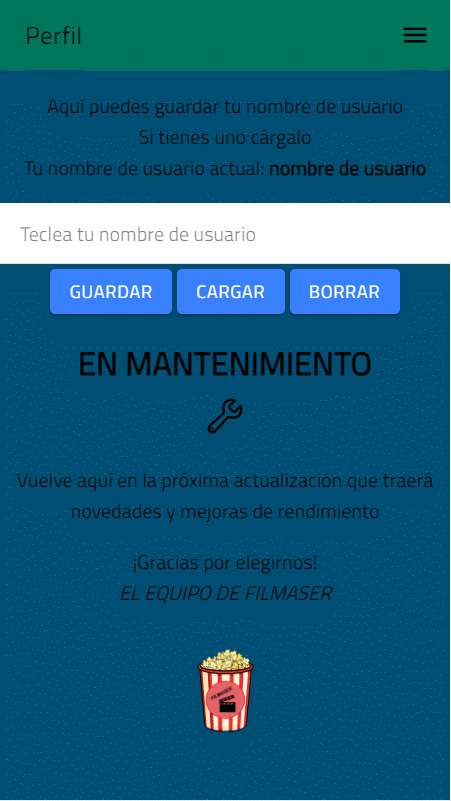 Perfil
Aquí puedes guardar tu nombre de usuario
Si tienes uno cárgalo
Tu nombre de usuario actual: nombre de usuario
Teclea tu nombre de usuario
GUARDAR CARGAR BORRAR
EN MANTENIMIENTO
Vuelve aquí en la próxima actualización que traerá
novedades y mejoras de rendimiento
¡Gracias por elegirnos!
EL EQUIPO DE FILMASER
FILMASER